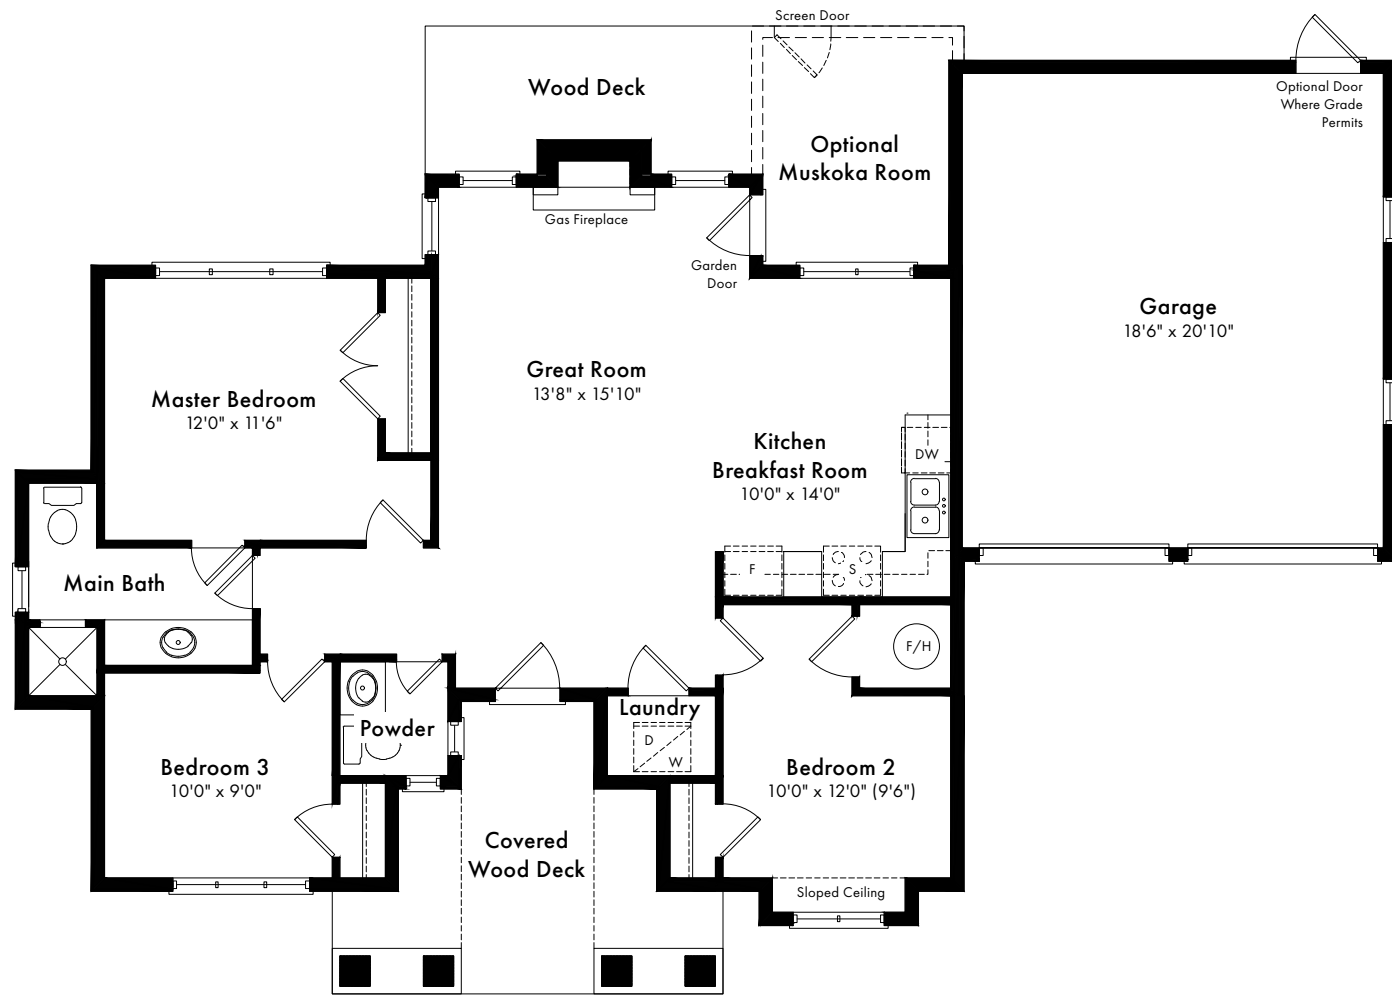 Screen Door
Wood Deck
Optional Door
Where Grade
Permits
Optional
Muskoka Room
Gas Fireplace
Garden
Door
Garage
18'6" x 20'10"
Great Room
13'8" x 15'10"
Master Bedroom
12'0" x 11'6"
Kitchen
Breakfast Room
10'0" x 14'0"
DW
F
S
Main Bath
F/H
Laundry
D
W
Powder
Bedroom 3
10'0" x 9'0"
Bedroom 2
10'0" x 12'0" (9'6")
Covered
Wood Deck
Sloped Ceiling